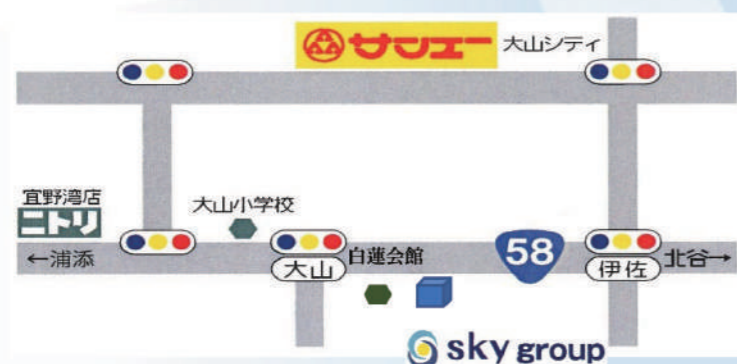 サンエー 大山シティ
宜野湾店
ニトリ
大山小学校
←浦添
大山
白蓮会館
58
伊佐
北谷→
sky group